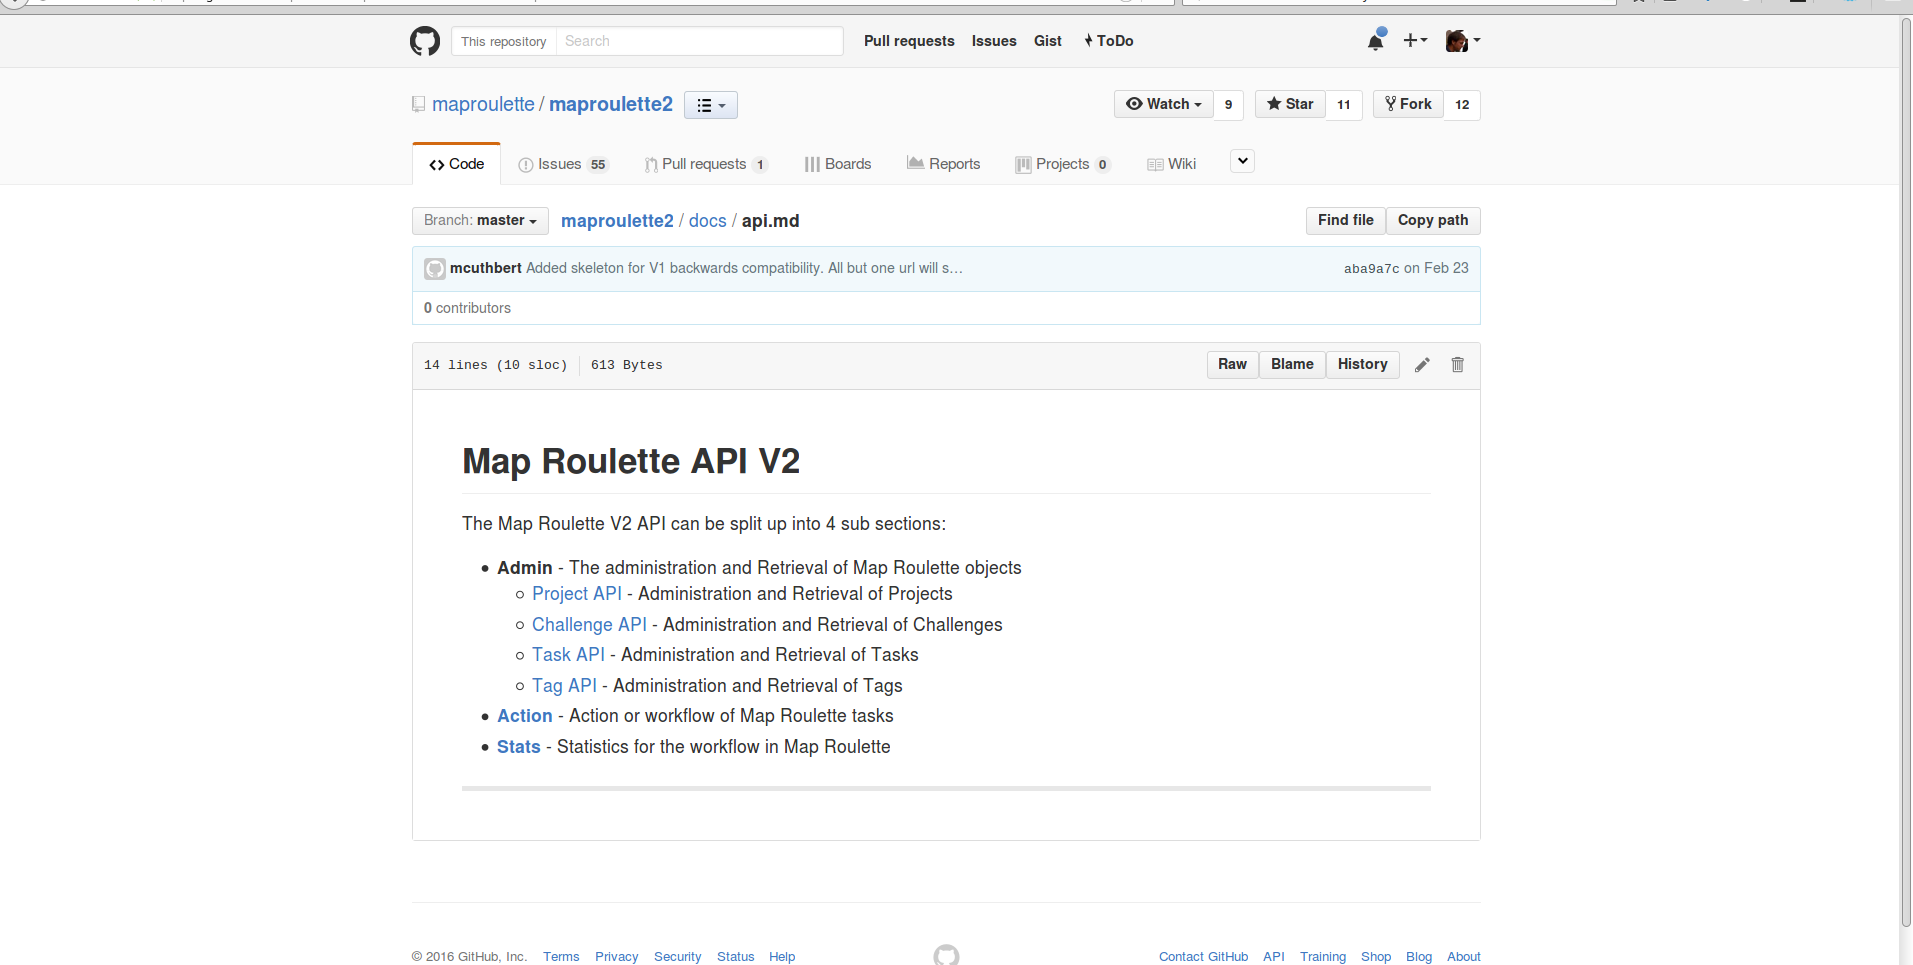 This repository Search Pull requests Issues Gist ToDo
maproulette / maproulette2 Watch 9 Star 11 Fork 12
Code Issues 55 Pull requests 1 Boards Reports Projects 0 Wiki
Branch: master maproulette2 / docs / api.md Find file Copy path
mcuthbert Added skeleton for V1 backwards compatibility. All but one url will s… aba9a7c on Feb 23
0 contributors
14 lines (10 sloc) 613 Bytes Raw Blame History
Map Roulette API V2
The Map Roulette V2 API can be split up into 4 sub sections:
• Admin - The administration and Retrieval of Map Roulette objects
○ Project API - Administration and Retrieval of Projects
○ Challenge API - Administration and Retrieval of Challenges
○ Task API - Administration and Retrieval of Tasks
○ Tag API - Administration and Retrieval of Tags
• Action - Action or workflow of Map Roulette tasks
• Stats - Statistics for the workflow in Map Roulette
© 2016 GitHub, Inc. Terms Privacy Security Status Help Contact GitHub API Training Shop Blog About